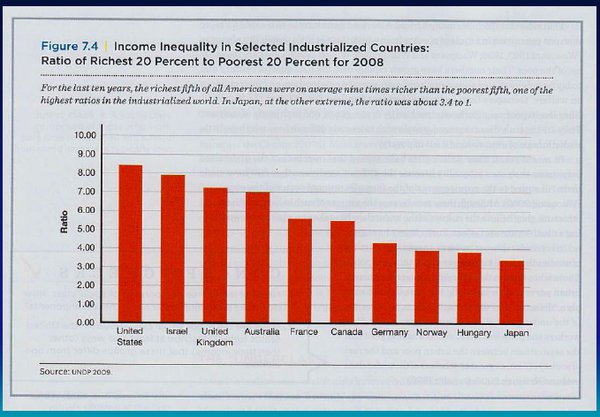 Figure 7.4 | Income Inequality in Selected Industrialized Countries:
Ratio of Richest 20 Percent to Poorest 20 Percent for 2008
For the last ten years, the richest fifth of all Americans were on average nine times richer than the poorest fifth, one of the
highest ratios in the industrialized world. In Japan, at the other extreme, the ratio was about 3.4 to 1.
10.00
9.00
8.00
7.00
6.00
5.00
4.00
3.00
2.00
1.00
0.00
Ratio
United States
Israel
United Kingdom
Australia
France
Canada
Germany
Norway
Hungary
Japan
Source: UNDP 2009.